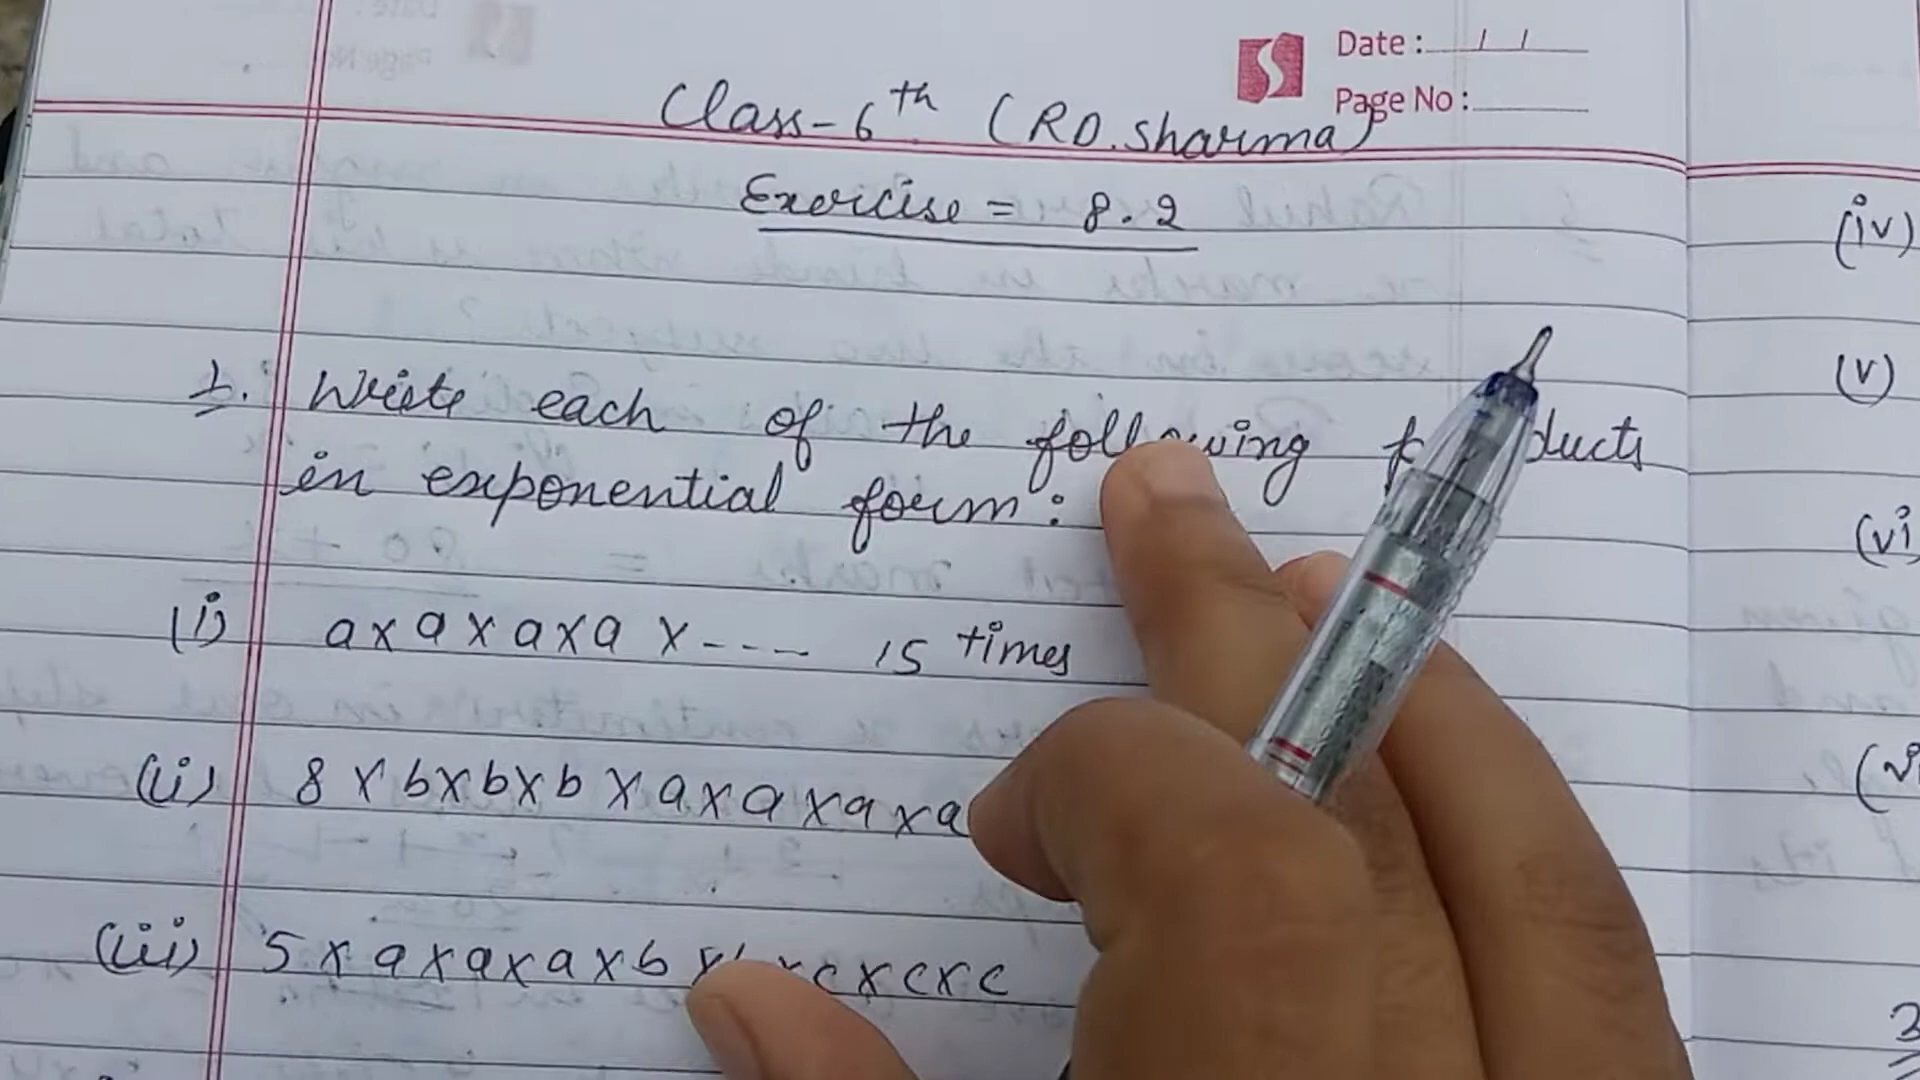 Date : / /
Page No :
Class-6th (RD.Sharma)
Exercise = 8.2
1. Write each of the following
in exponential form:
(i) a x a x a x a x ---- 15 times
(ii) 8 x b x b x b x a x a x a x a
(iii) 5 x a x a x a x b x c x c x c
(iv)
(v)
(vi
3